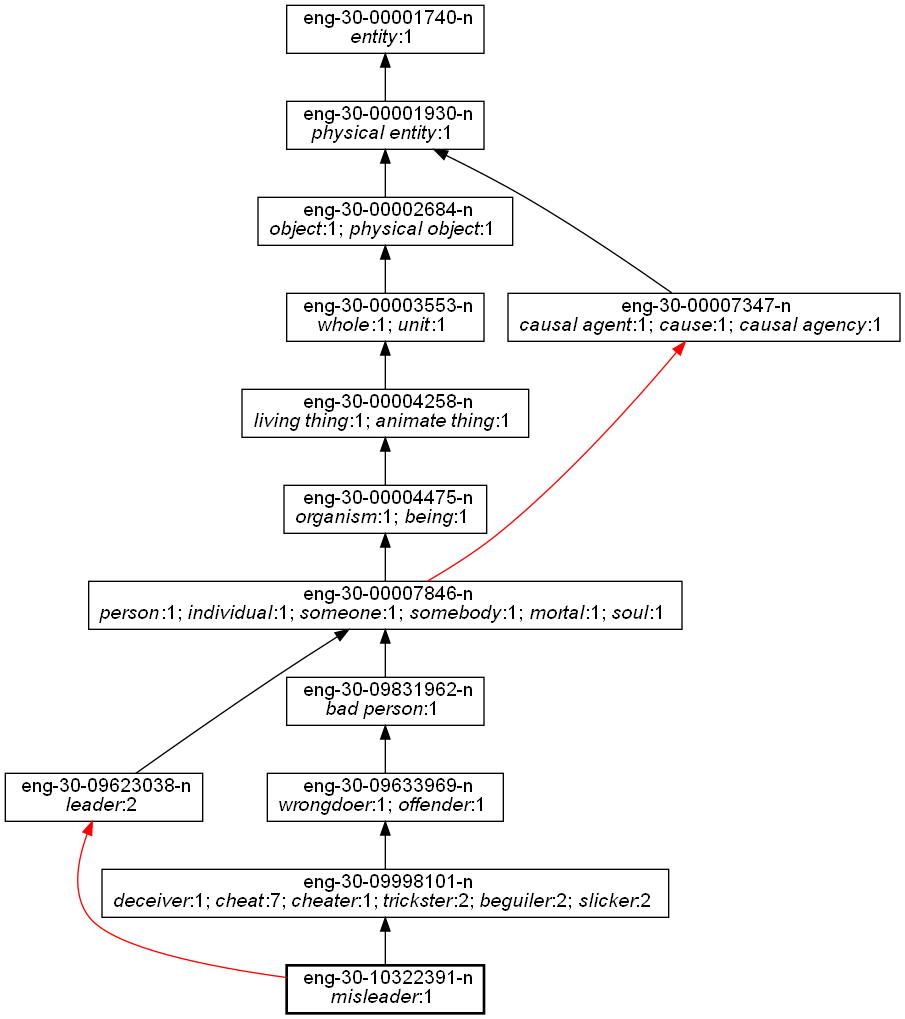 eng-30-00001740-n
entity:1
eng-30-00001930-n
physical entity:1
eng-30-00002684-n
object:1; physical object:1
eng-30-00003553-n
whole:1; unit:1
eng-30-00007347-n
causal agent:1; cause:1; causal agency:1
eng-30-00004258-n
living thing:1; animate thing:1
eng-30-00004475-n
organism:1; being:1
eng-30-00007846-n
person:1; individual:1; someone:1; somebody:1; mortal:1; soul:1
eng-30-09831962-n
bad person:1
eng-30-09623038-n
leader:2
eng-30-09633969-n
wrongdoer:1; offender:1
eng-30-09998101-n
deceiver:1; cheat:7; cheater:1; trickster:2; beguiler:2; slicker:2
eng-30-10322391-n
misleader:1